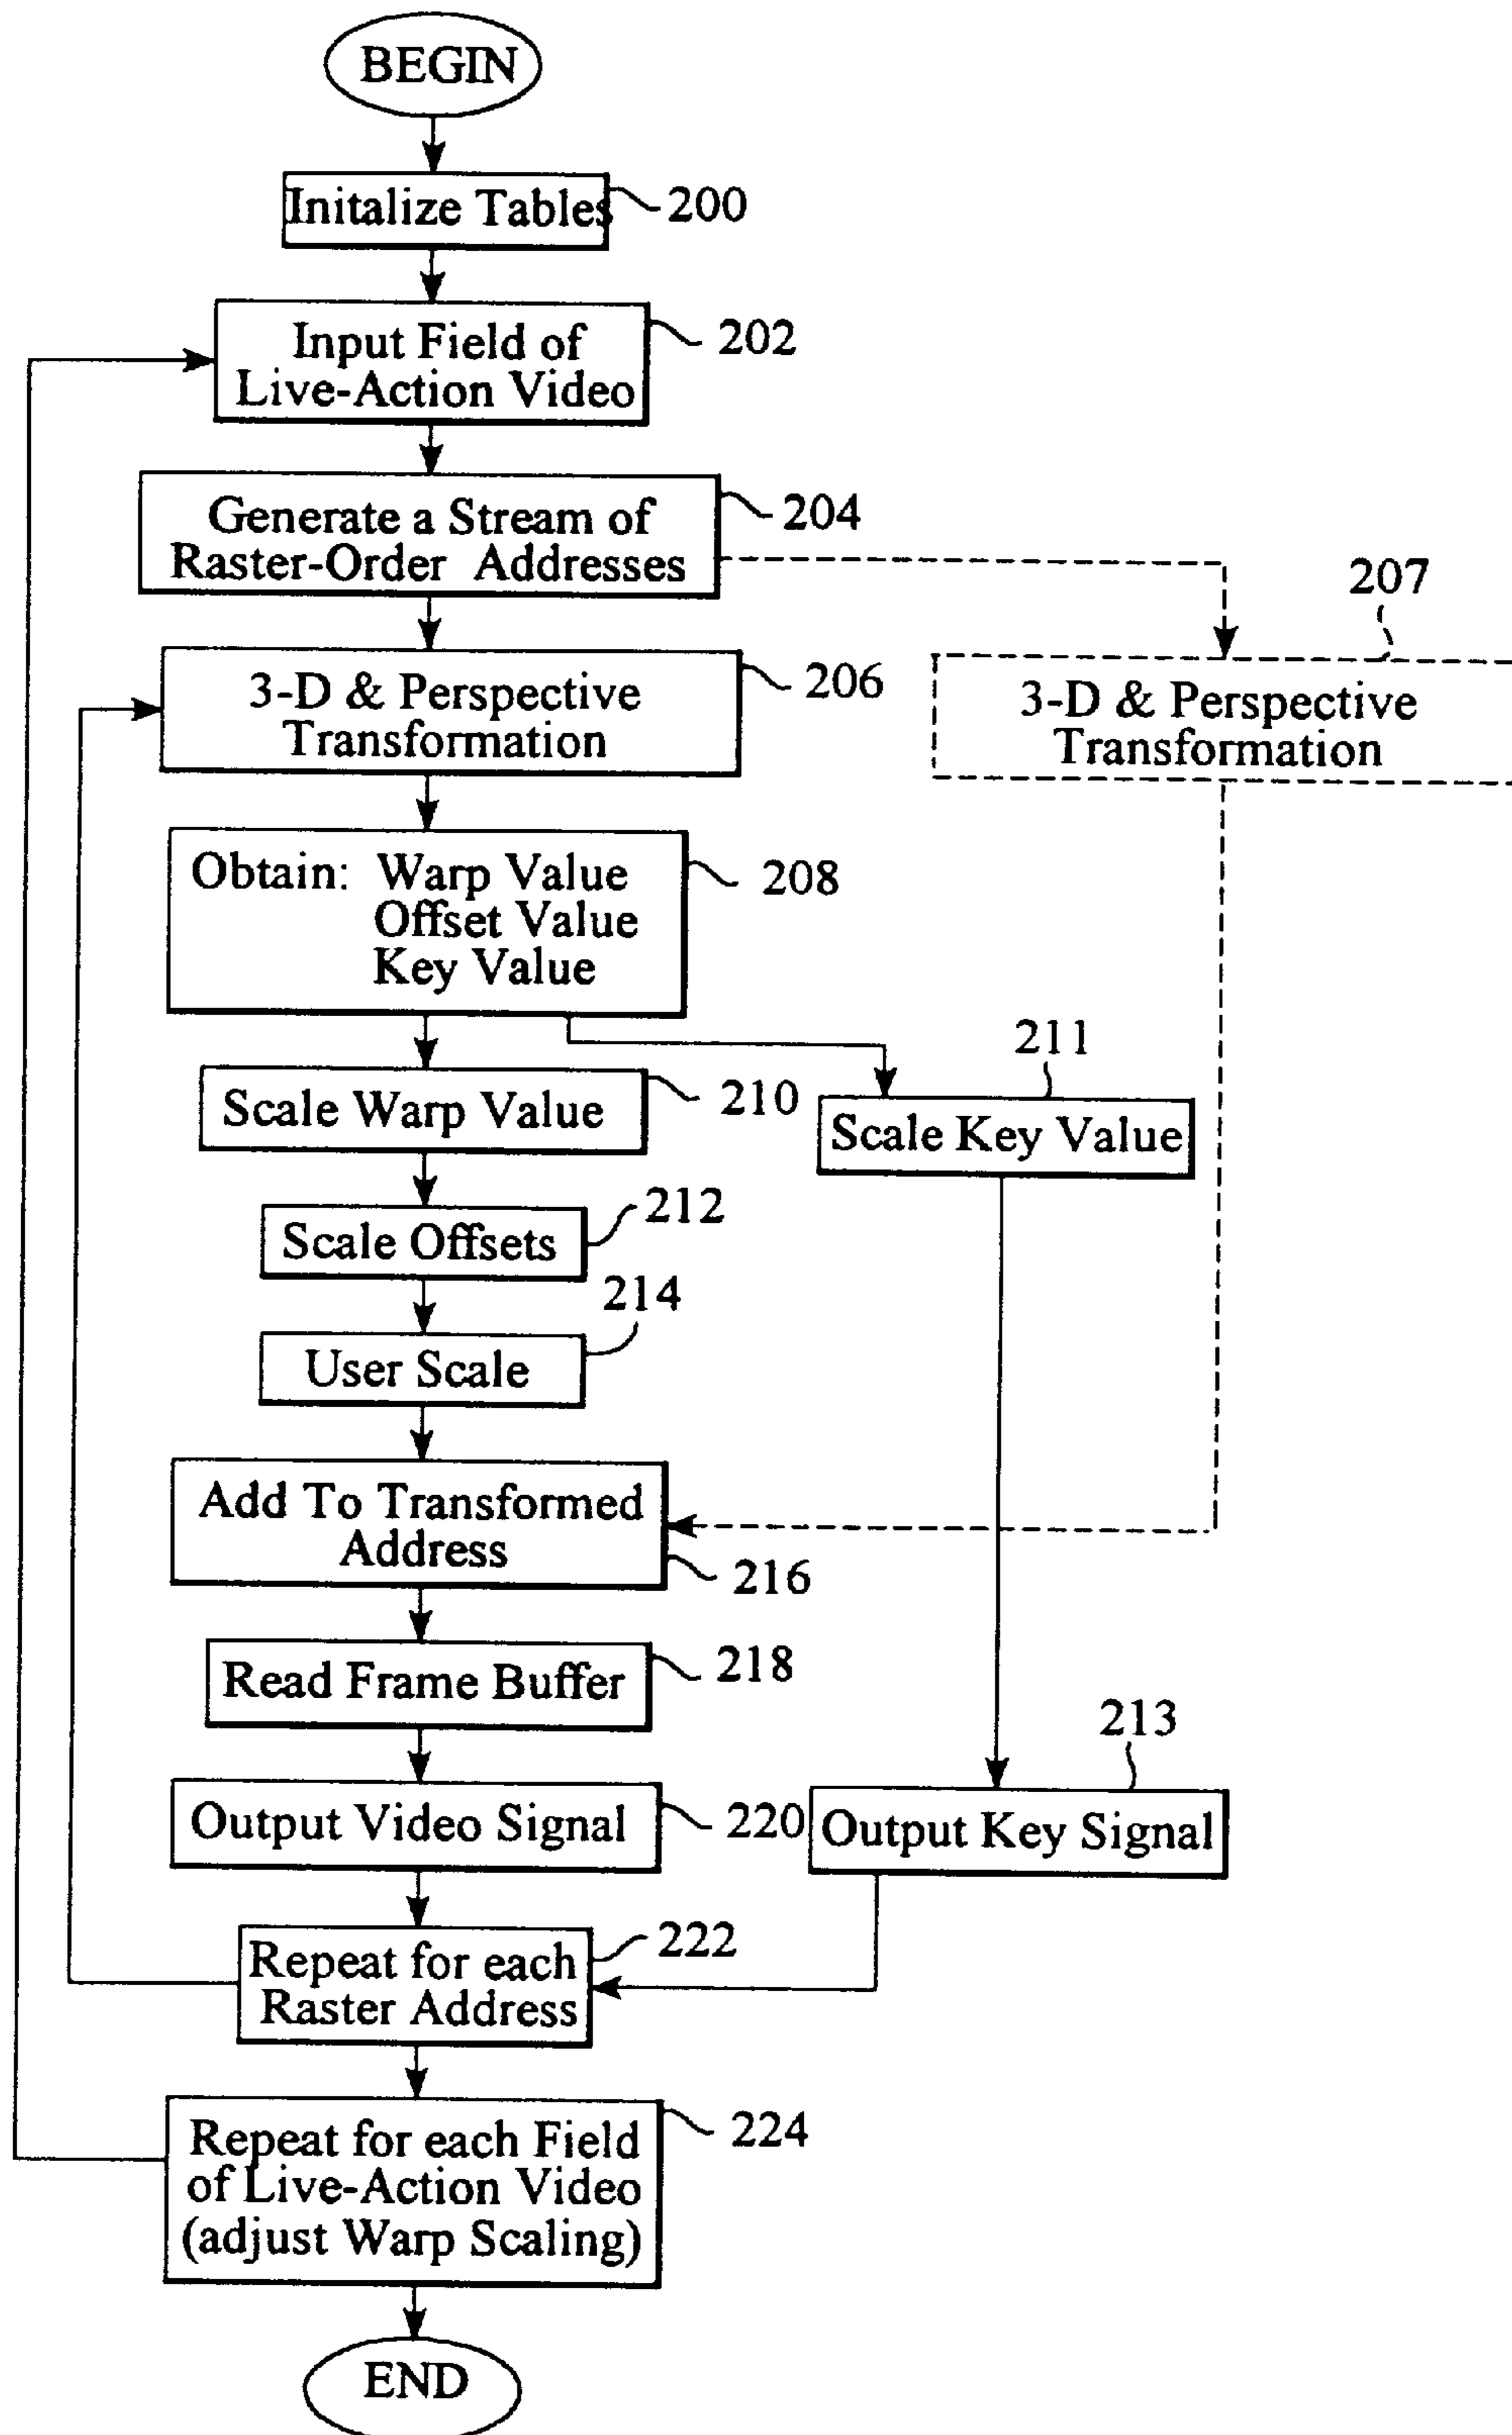 BEGIN
Initalize Tables
200
Input Field of
Live-Action Video
202
Generate a Stream of
Raster-Order Addresses
204
207
3-D & Perspective
Transformation
206
3-D & Perspective
Transformation
Obtain: Warp Value
Offset Value
Key Value
208
Scale Warp Value
210
211
Scale Key Value
Scale Offsets
212
214
User Scale
Add To Transformed
Address
216
Read Frame Buffer
218
213
Output Video Signal
220
Output Key Signal
Repeat for each
Raster Address
222
Repeat for each Field
of Live-Action Video
(adjust Warp Scaling)
224
END